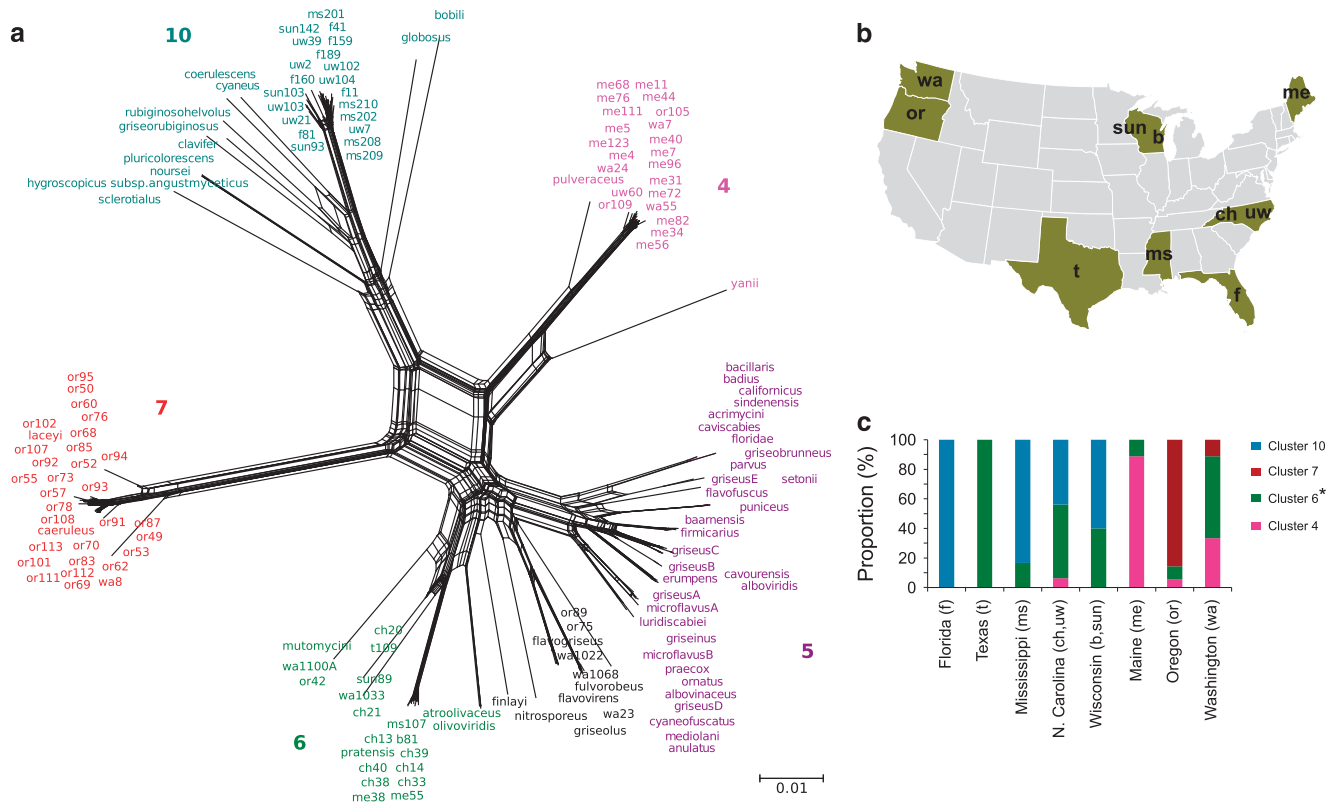 a
10
ms201
sun142 f41
uw39 f159
f189
uw2 uw102
f160 uw104
sun103 f11
uw103 ms210
uw21 ms202
f81 uw7
sun93 ms208
ms209
bobili
globosus
coerulescens
cyaneus
rubiginosohelvolus
griseorubiginosus
clavifer
pluricolorescens
noursei
hygroscopicus subsp.angustmyceticus
sclerotialus
me68 me11
me76 me44
me111 or105
me5 wa7
me123 me40
me4 me7
wa24 me96
pulveraceus me31
uw60 me72
or109 wa55
me82
me34
me56
4
yanii
7
or95
or50
or60
or76
or102
laceyi or68
or107 or85
or92 or52 or94
or55 or73
or57 or93
or78
or108 or91 or87
caeruleus or49
or113 or70 or53
or101 or83 or62
or111 or112 wa8
or69
bacillaris
badius
californicus
sindenensis
acrimycini
caviscabies
floridae
griseobrunneus
parvus
griseusE setonii
flavofuscus
puniceus
baarnensis
firmicarius
griseusC
griseusB
erumpens cavourensis
alboviridis
griseusA
microflavusA
luridiscabiei
griseinus
microflavusB
praecox
ornatus
albovinaceus
griseusD
cyaneofuscatus
mediolani
anulatus
5
or89
or75
flavogriseus
wa1022
wa1068
fulvorobeus
flavovirens
finlayi
nitrosporeus
wa23
griseolus
mutomycini
ch20
t109
wa1100A
or42
sun89
wa1033
ch21
ms107
atroolivaceus
olivoviridis
6
ch13 b81
pratensis ch39
ch40 ch14
ch38 ch33
me38 me55
0.01
b
wa
or
sun
b
me
ch uw
ms
t
f
c
Proportion (%)
100
80
60
40
20
0
Florida (f)
Texas (t)
Mississippi (ms)
N. Carolina (ch,uw)
Wisconsin (b,sun)
Maine (me)
Oregon (or)
Washington (wa)
Cluster 10
Cluster 7
Cluster 6*
Cluster 4